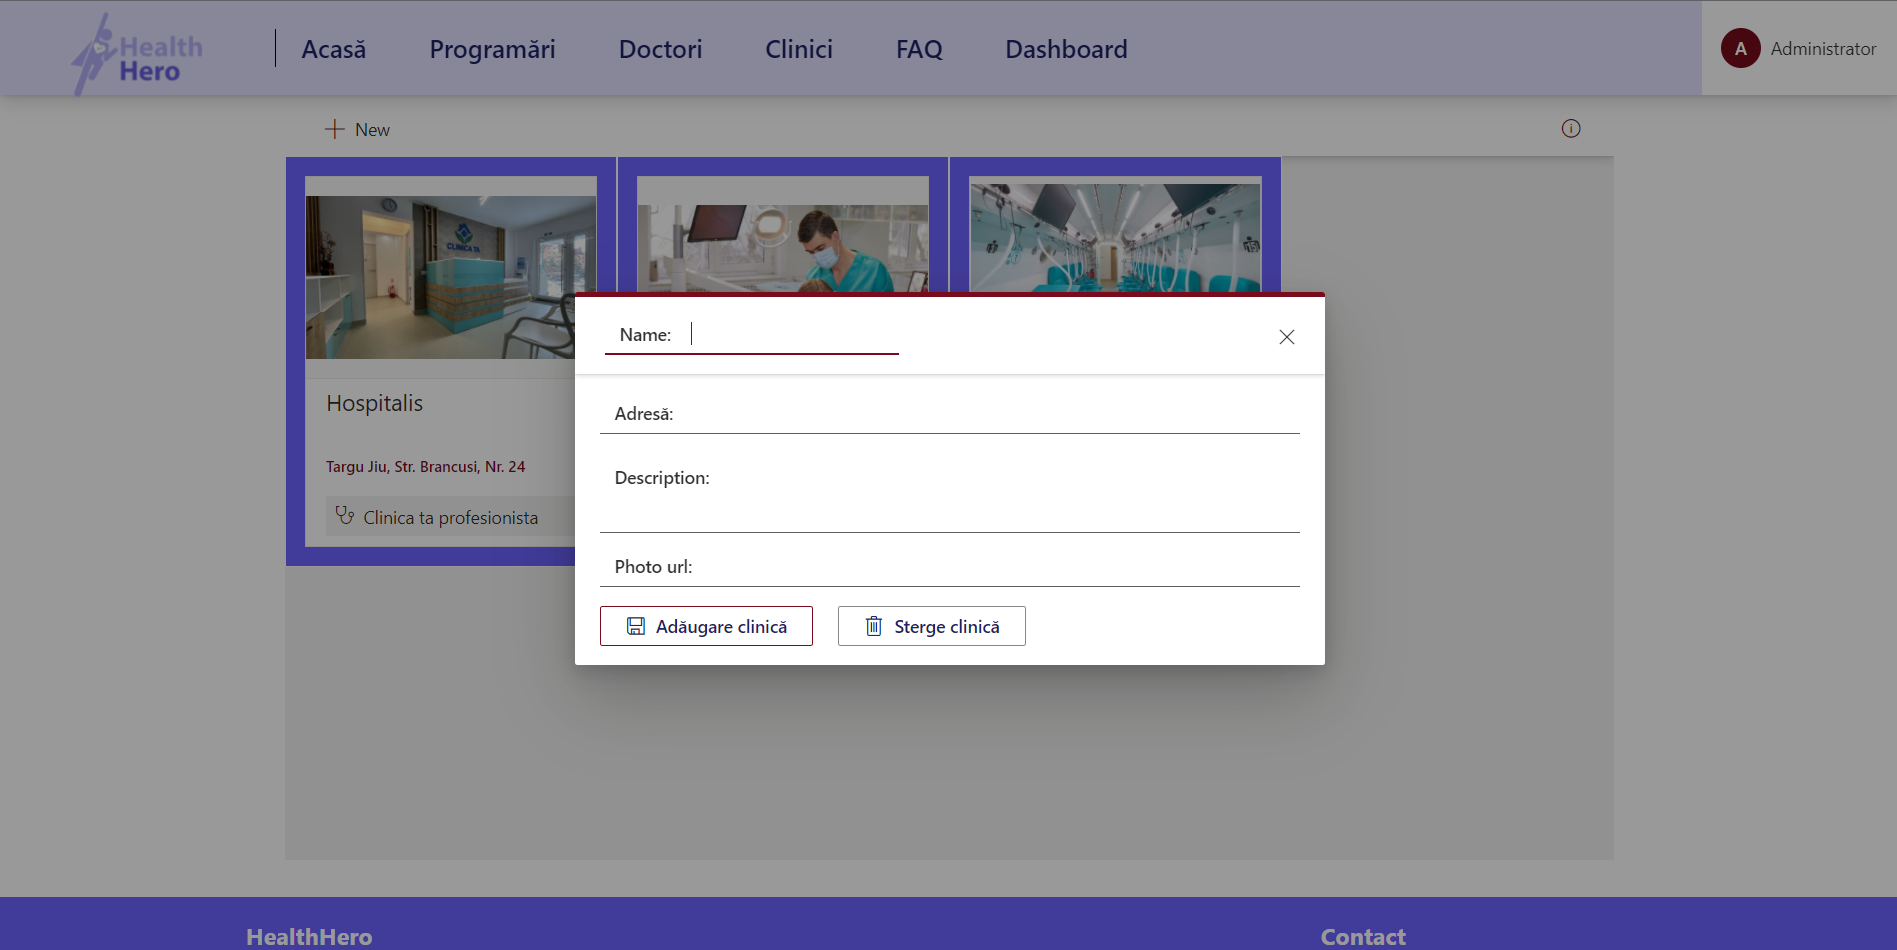 Health
Hero
Acasă
Programări
Doctori
Clinici
FAQ
Dashboard
A
Administrator
New
CLINICA TA
Name:
Adresă:
Description:
Photo url:
Adăugare clinică
Sterge clinică
Hospitalis
Targu Jiu, Str. Brancusi, Nr. 24
Clinica ta profesionista
HealthHero
Contact